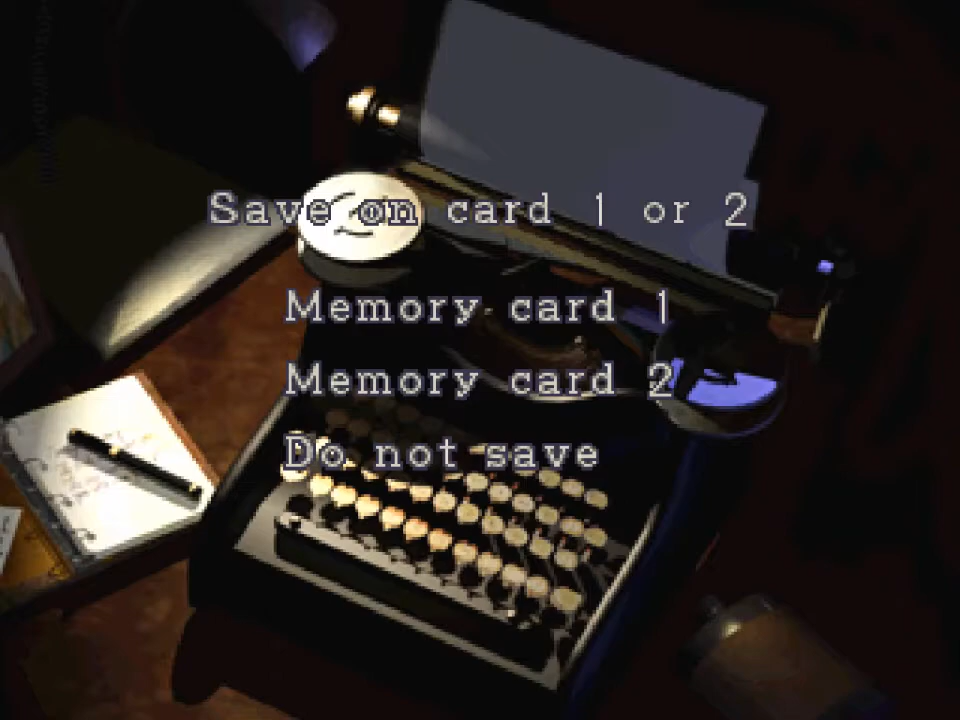 Save on card 1 or 2
Memory card 1
Memory card 2
Do not save